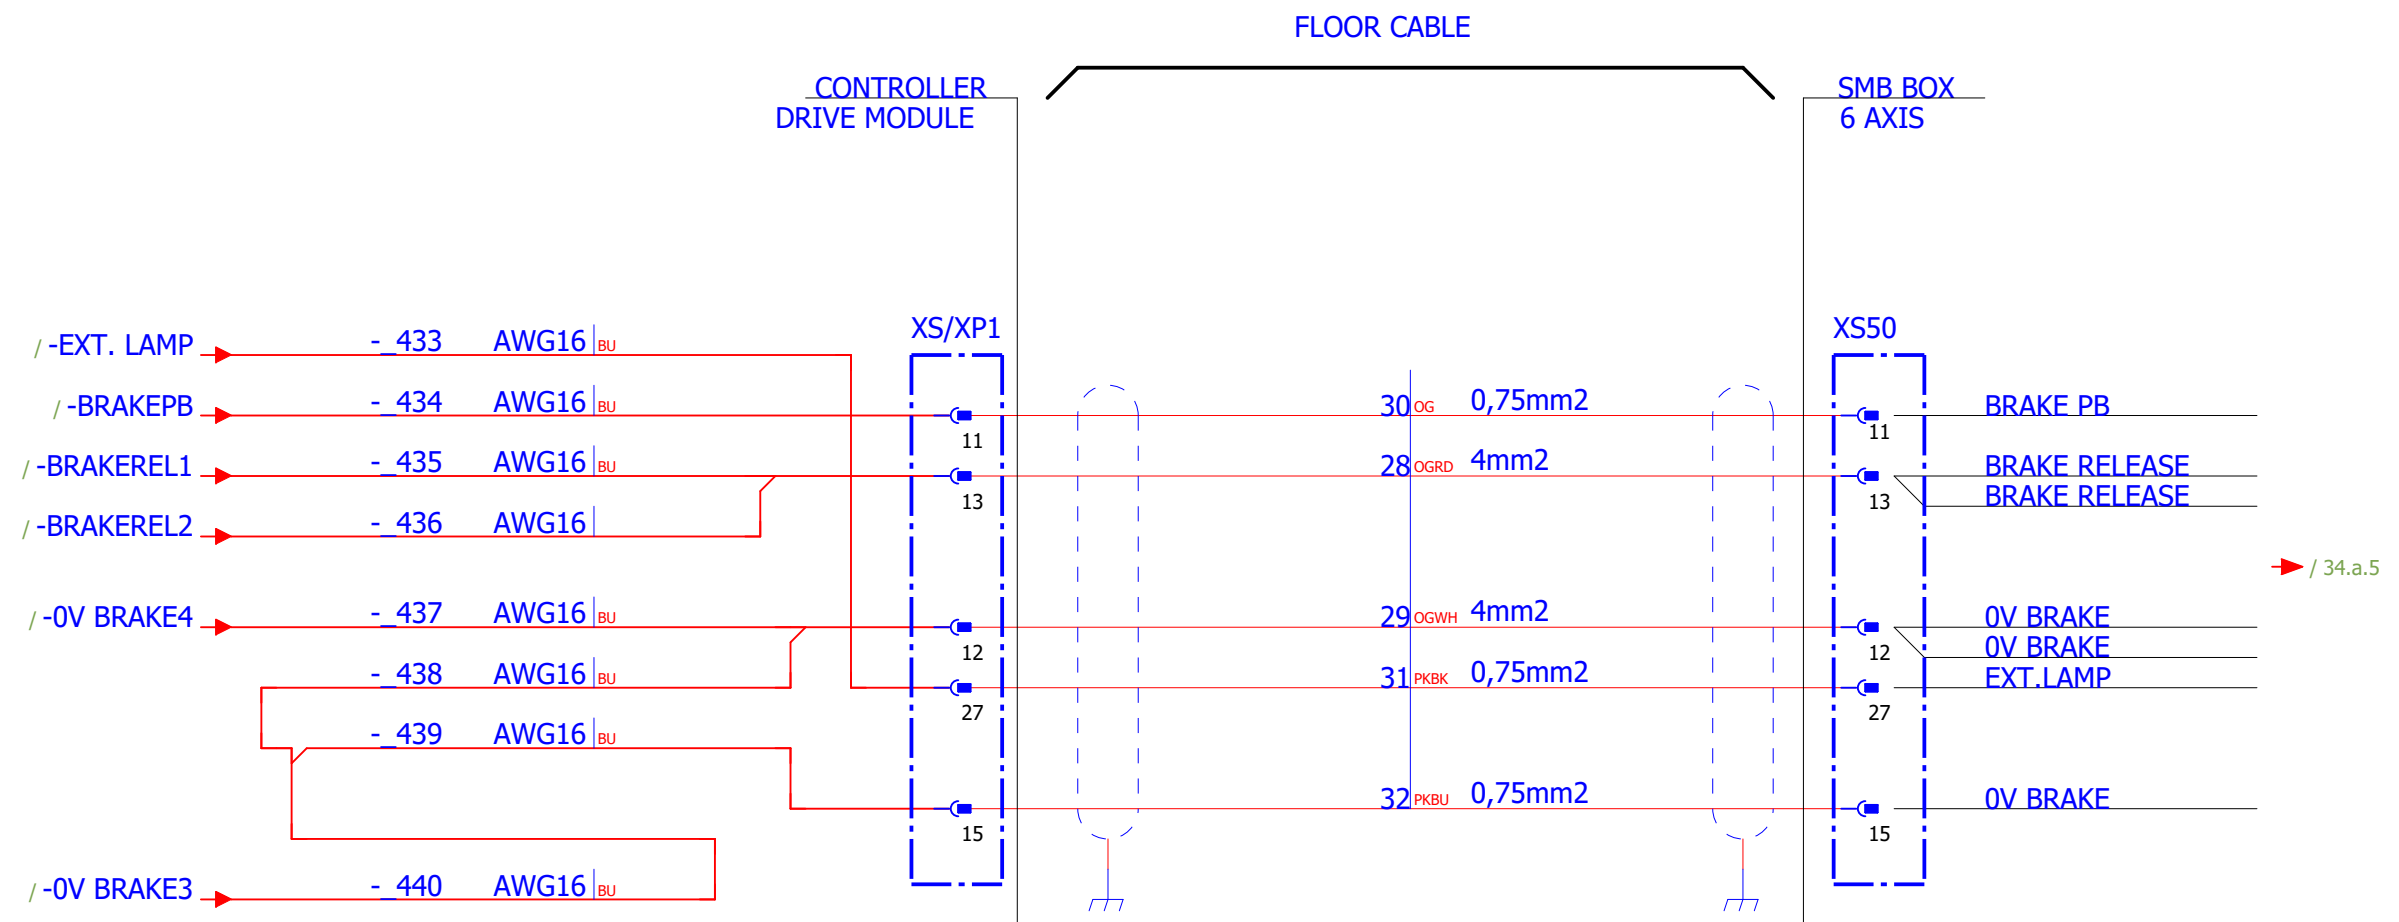 FLOOR CABLE
CONTROLLER
DRIVE MODULE
SMB BOX
6 AXIS
XS/XP1
XS50
/ -EXT. LAMP -_433 AWG16 BU
/ -BRAKEPB -_434 AWG16 BU 11 30 OG 0,75mm2 11 BRAKE PB
/ -BRAKEREL1 -_435 AWG16 BU 13 28 OGRD 4mm2 13 BRAKE RELEASE
BRAKE RELEASE
/ -BRAKEREL2 -_436 AWG16
/ 34.a.5
/ -0V BRAKE4 -_437 AWG16 BU 12 29 OGWH 4mm2 12 0V BRAKE
0V BRAKE
-_438 AWG16 BU 27 31 PKBK 0,75mm2 27 EXT.LAMP
-_439 AWG16 BU
15 32 PKBU 0,75mm2 15 0V BRAKE
/ -0V BRAKE3 -_440 AWG16 BU